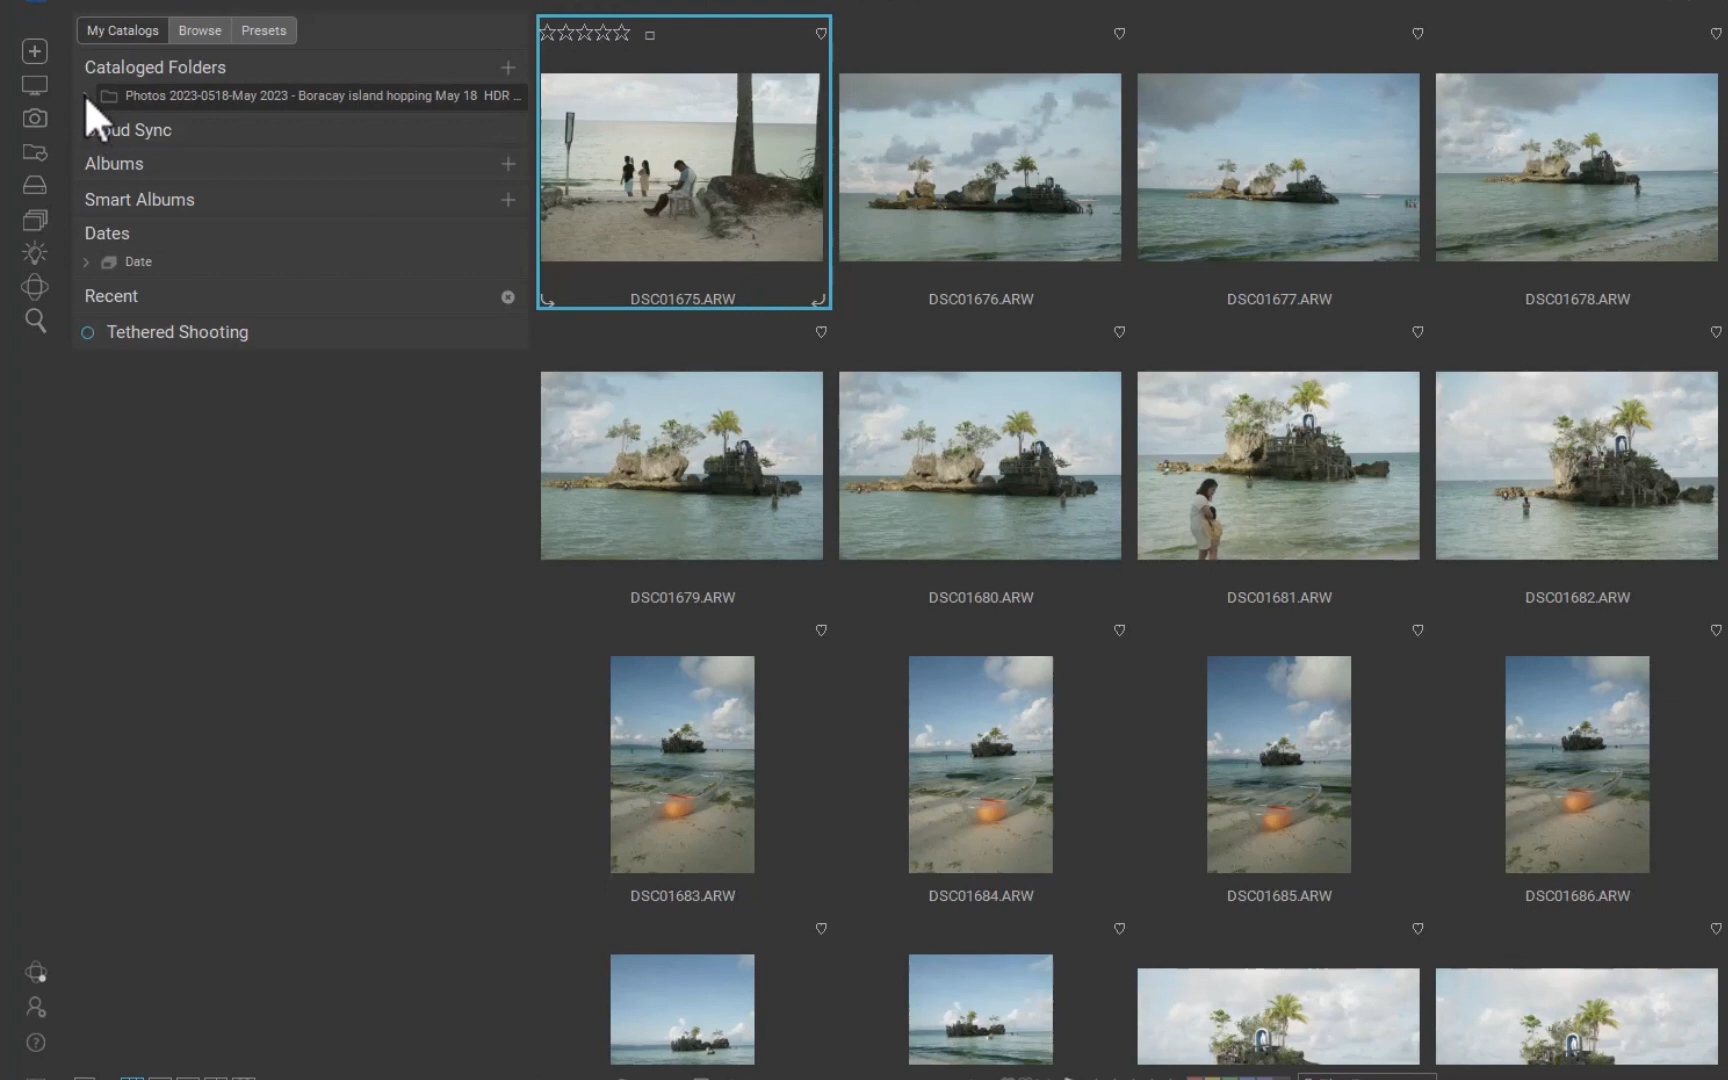 My Catalogs Browse Presets
Cataloged Folders
Photos 2023-0518-May 2023 - Boracay island hopping May 18 HDR ...
oud Sync
Albums
Smart Albums
Dates
Date
Recent
Tethered Shooting
DSC01675.ARW DSC01676.ARW DSC01677.ARW DSC01678.ARW
DSC01679.ARW DSC01680.ARW DSC01681.ARW DSC01682.ARW
DSC01683.ARW DSC01684.ARW DSC01685.ARW DSC01686.ARW